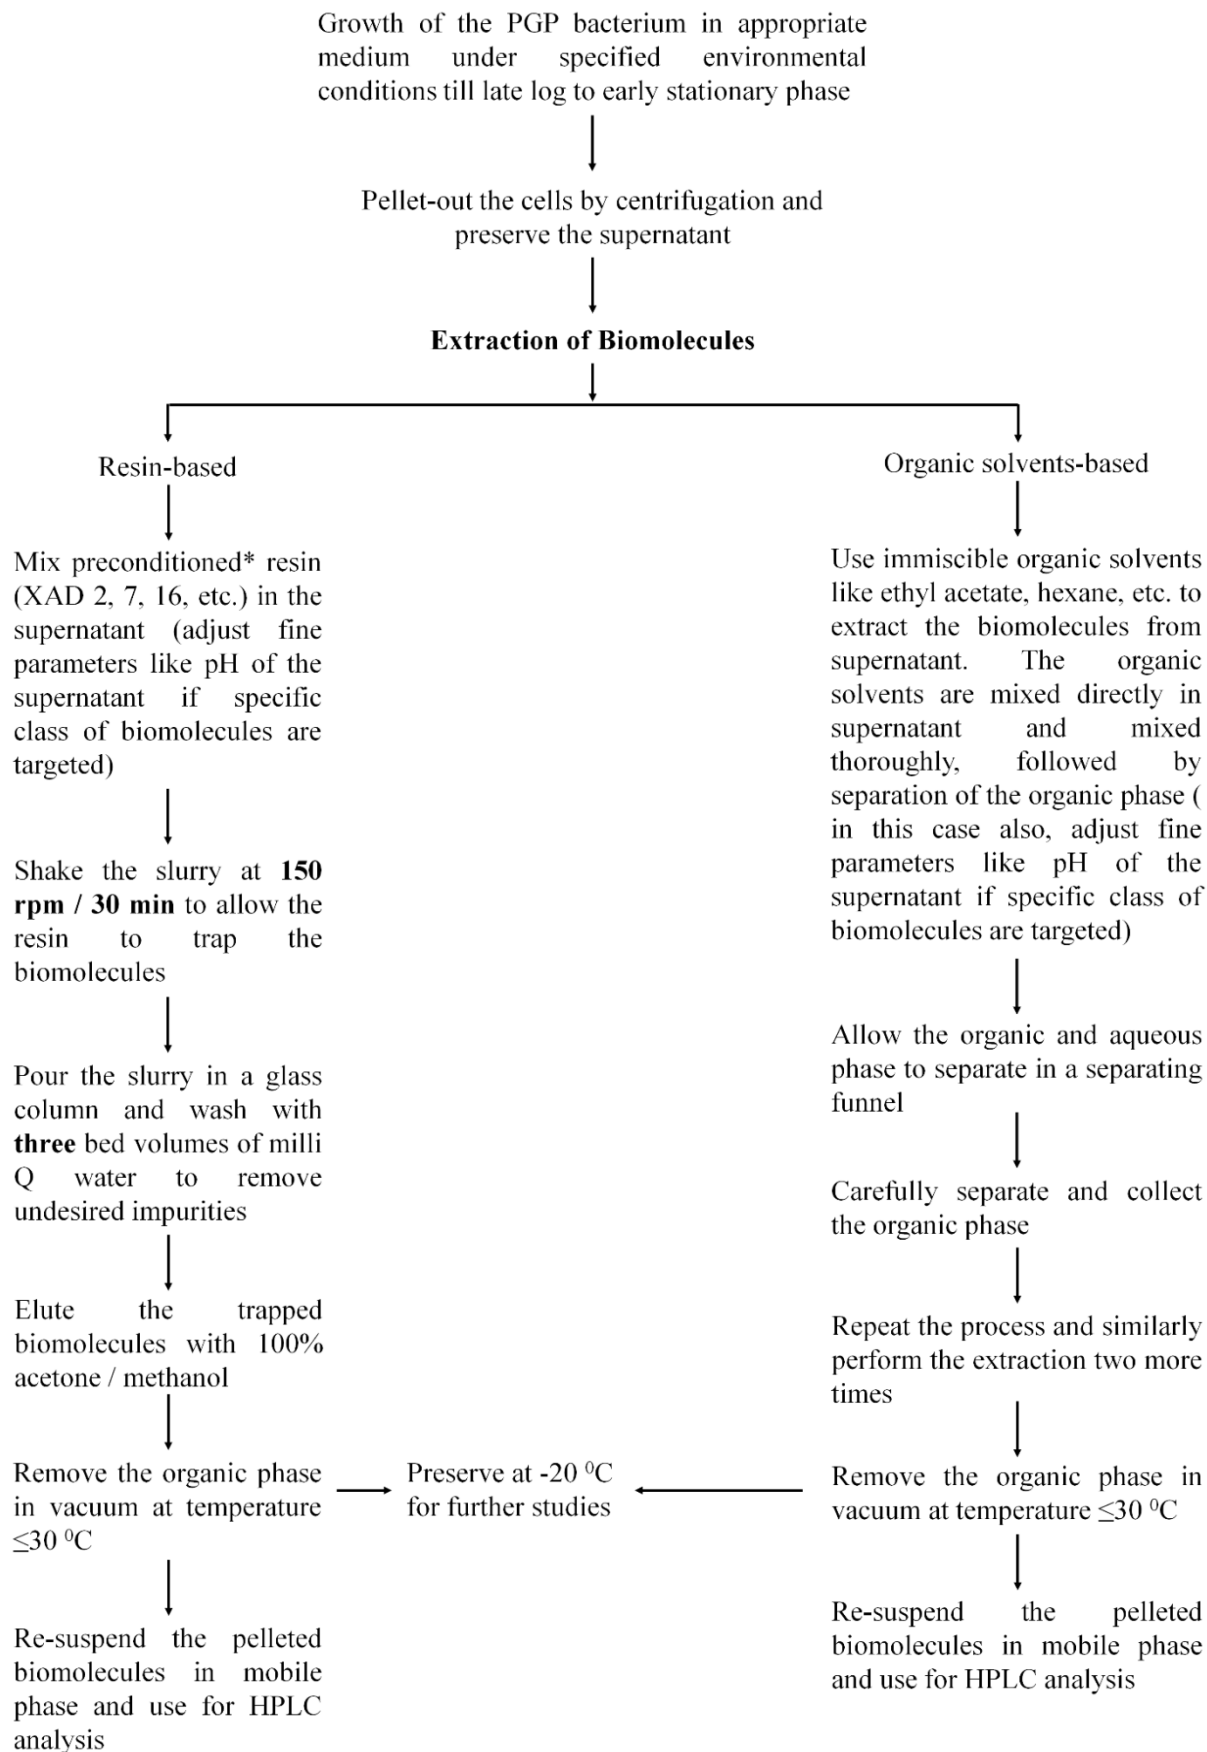 Growth of the PGP bacterium in appropriate
medium under specified environmental
conditions till late log to early stationary phase
Pellet-out the cells by centrifugation and
preserve the supernatant
Extraction of Biomolecules
Resin-based
Mix preconditioned* resin
(XAD 2, 7, 16, etc.) in the
supernatant (adjust fine
parameters like pH of the
supernatant if specific
class of biomolecules are
targeted)
Shake the slurry at 150
rpm / 30 min to allow the
resin to trap the
biomolecules
Pour the slurry in a glass
column and wash with
three bed volumes of milli
Q water to remove
undesired impurities
Elute the trapped
biomolecules with 100%
acetone / methanol
Remove the organic phase
in vacuum at temperature
≤30 ⁰C
Re-suspend the pelleted
biomolecules in mobile
phase and use for HPLC
analysis
Preserve at -20 ⁰C
for further studies
Organic solvents-based
Use immiscible organic solvents
like ethyl acetate, hexane, etc. to
extract the biomolecules from
supernatant. The organic
solvents are mixed directly in
supernatant and mixed
thoroughly, followed by
separation of the organic phase (
in this case also, adjust fine
parameters like pH of the
supernatant if specific class of
biomolecules are targeted)
Allow the organic and aqueous
phase to separate in a separating
funnel
Carefully separate and collect
the organic phase
Repeat the process and similarly
perform the extraction two more
times
Remove the organic phase in
vacuum at temperature ≤30 ⁰C
Re-suspend the pelleted
biomolecules in mobile phase
and use for HPLC analysis